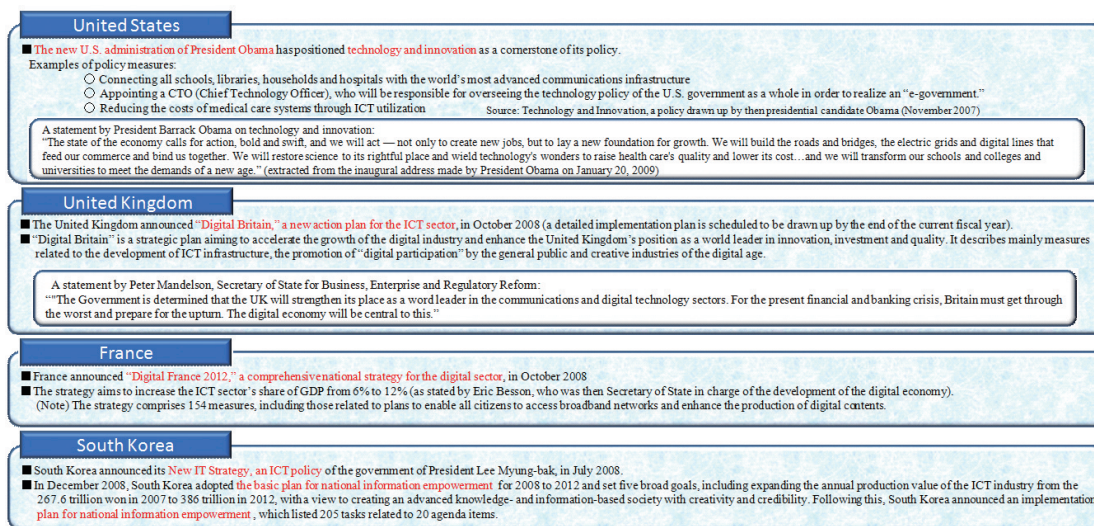 United States
■ The new U.S. administration of President Obama has positioned technology and innovation as a cornerstone of its policy.
Examples of policy measures:
○ Connecting all schools, libraries, households and hospitals with the world's most advanced communications infrastructure
○ Appointing a CTO (Chief Technology Officer), who will be responsible for overseeing the technology policy of the U.S. government as a whole in order to realize an "e-government."
○ Reducing the costs of medical care systems through ICT utilization Source: Technology and Innovation, a policy drawn up by then presidential candidate Obama (November 2007)
A statement by President Barrack Obama on technology and innovation:
"The state of the economy calls for action, bold and swift, and we will act — not only to create new jobs, but to lay a new foundation for growth. We will build the roads and bridges, the electric grids and digital lines that
feed our commerce and bind us together. We will restore science to its rightful place and wield technology's wonders to raise health care's quality and lower its cost…and we will transform our schools and colleges and
universities to meet the demands of a new age." (extracted from the inaugural address made by President Obama on January 20, 2009)
United Kingdom
■ The United Kingdom announced "Digital Britain," a new action plan for the ICT sector, in October 2008 (a detailed implementation plan is scheduled to be drawn up by the end of the current fiscal year).
■ "Digital Britain" is a strategic plan aiming to accelerate the growth of the digital industry and enhance the United Kingdom's position as a world leader in innovation, investment and quality. It describes mainly measures
related to the development of ICT infrastructure, the promotion of "digital participation" by the general public and creative industries of the digital age.
A statement by Peter Mandelson, Secretary of State for Business, Enterprise and Regulatory Reform:
""The Government is determined that the UK will strengthen its place as a word leader in the communications and digital technology sectors. For the present financial and banking crisis, Britain must get through
the worst and prepare for the upturn. The digital economy will be central to this."
France
■ France announced "Digital France 2012," a comprehensive national strategy for the digital sector, in October 2008
■ The strategy aims to increase the ICT sector's share of GDP from 6% to 12% (as stated by Eric Besson, who was then Secretary of State in charge of the development of the digital economy).
(Note) The strategy comprises 154 measures, including those related to plans to enable all citizens to access broadband networks and enhance the production of digital contents.
South Korea
■ South Korea announced its New IT Strategy, an ICT policy of the government of President Lee Myung-bak, in July 2008.
■ In December 2008, South Korea adopted the basic plan for national information empowerment for 2008 to 2012 and set five broad goals, including expanding the annual production value of the ICT industry from the
267.6 trillion won in 2007 to 386 trillion in 2012, with a view to creating an advanced knowledge- and information-based society with creativity and credibility. Following this, South Korea announced an implementation
plan for national information empowerment, which listed 205 tasks related to 20 agenda items.